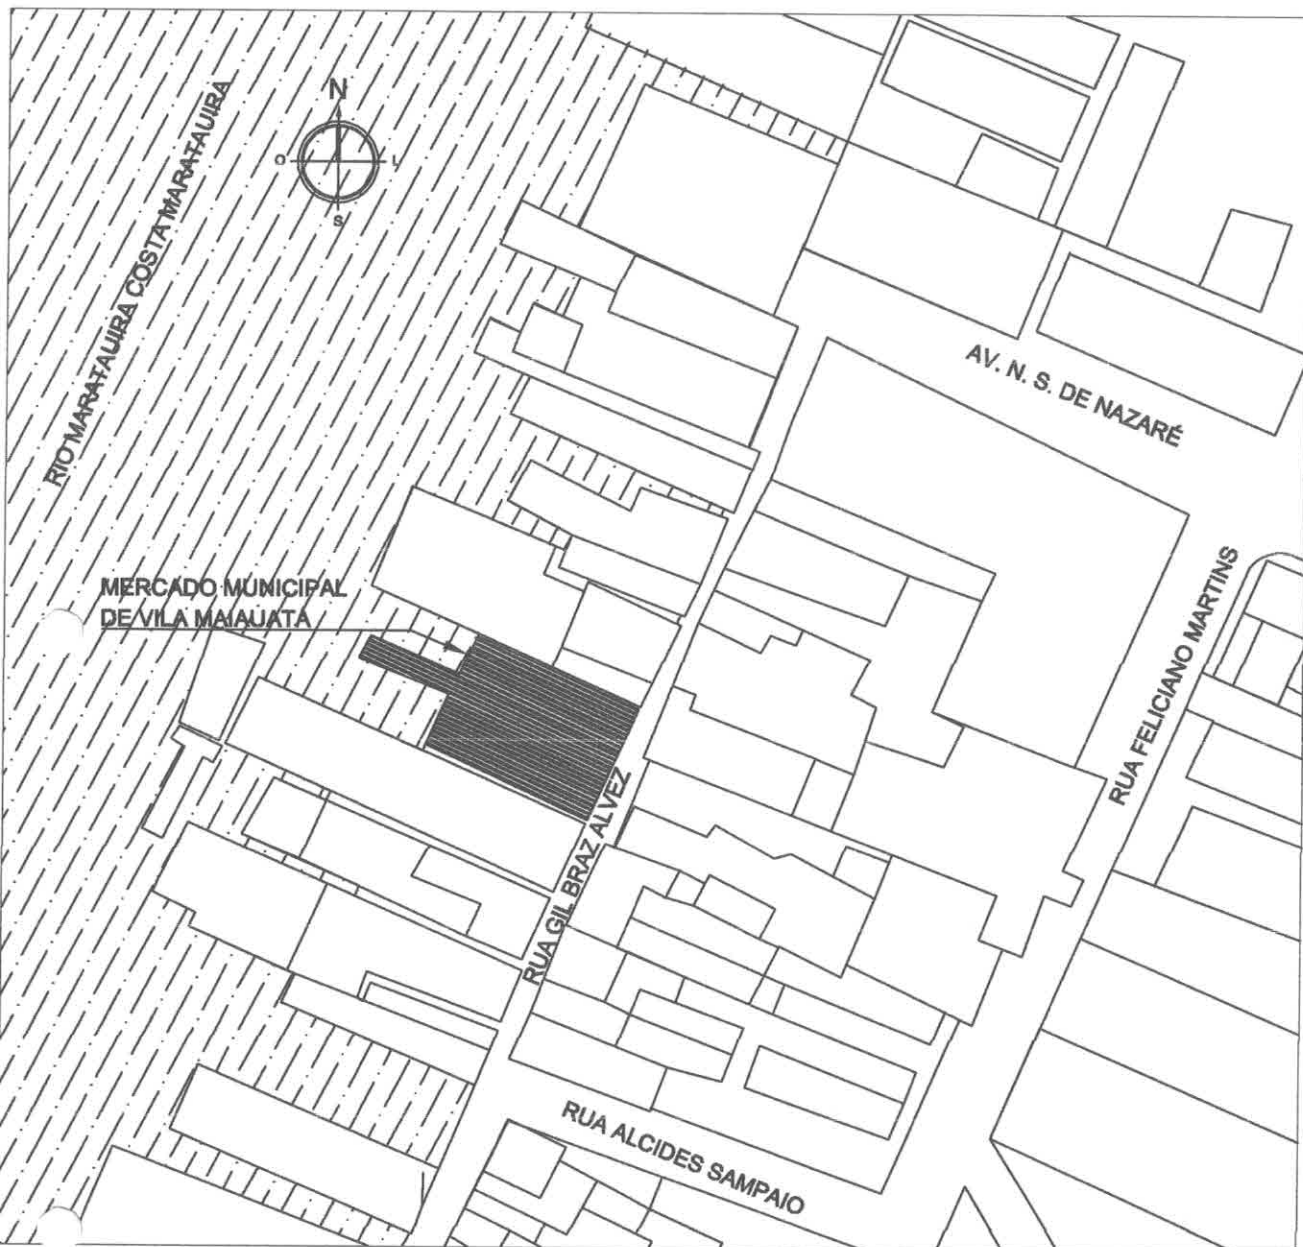 N
O
L
S
RIO MARATAUIRA COSTA MARATAUIRA
AV. N. S. DE NAZARÉ
MERCADO MUNICIPAL
DE VILA MAIAUATÁ
RUA FELICIANO MARTINS
RUA GIL BRAZ ALVEZ
RUA ALCIDES SAMPAIO